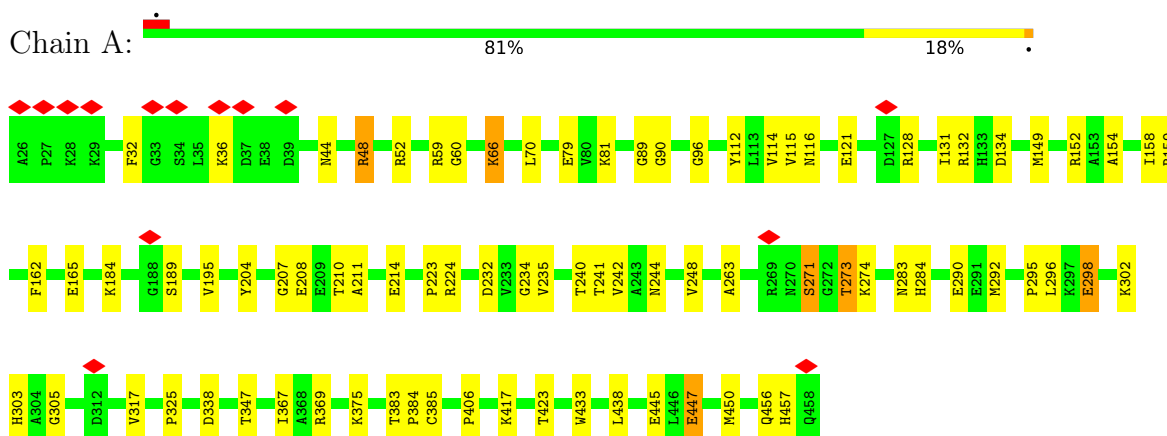 Chain A:
81% 18%
A26 P27 K28 K29 F32 G33 S34 L35 K36 D37 E38 D39 N44 R48 R52 R59 G60 K66 L70 E79 V80 K81 G89 G90 G96 Y112 L113 V114 V115 N116 E121 D127 R128 I131 R132 H133 D134 M149 R152 A153 A154 I158
F162 E165 K184 G188 S189 V195 Y204 G207 E208 E209 T210 A211 E214 P223 R224 D232 V233 G234 V235 T240 T241 V242 A243 N244 V248 A263 R269 N270 S271 G272 T273 K274 N283 H284 E290 E291 M292 P295 L296 K297 E298 K302
H303 A304 G305 D312 V317 P325 D338 T347 I367 A368 R369 K375 T383 P384 C385 P406 K417 T423 W433 L438 E445 L446 E447 M450 Q456 H457 Q458